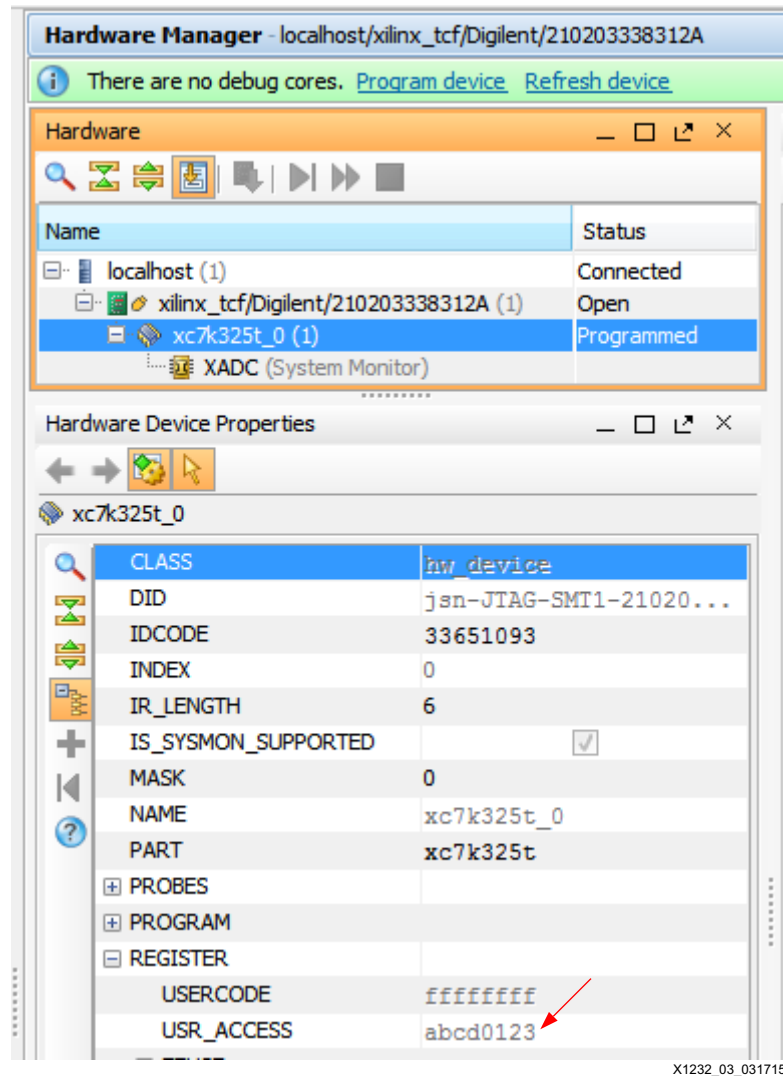 Hardware Manager - localhost/xilinx_tcf/Digilent/210203338312A
There are no debug cores. Program device Refresh device
Hardware
Name Status
localhost (1) Connected
xilinx_tcf/Digilent/210203338312A (1) Open
xc7k325t_0 (1) Programmed
XADC (System Monitor)
Hardware Device Properties
xc7k325t_0
CLASS hw_device
DID jsn-JTAG-SMT1-21020...
IDCODE 33651093
INDEX 0
IR_LENGTH 6
IS_SYSMON_SUPPORTED
MASK 0
NAME xc7k325t_0
PART xc7k325t
PROBES
PROGRAM
REGISTER
USERCODE ffffffff
USR_ACCESS abcd0123
X1232_03_031715